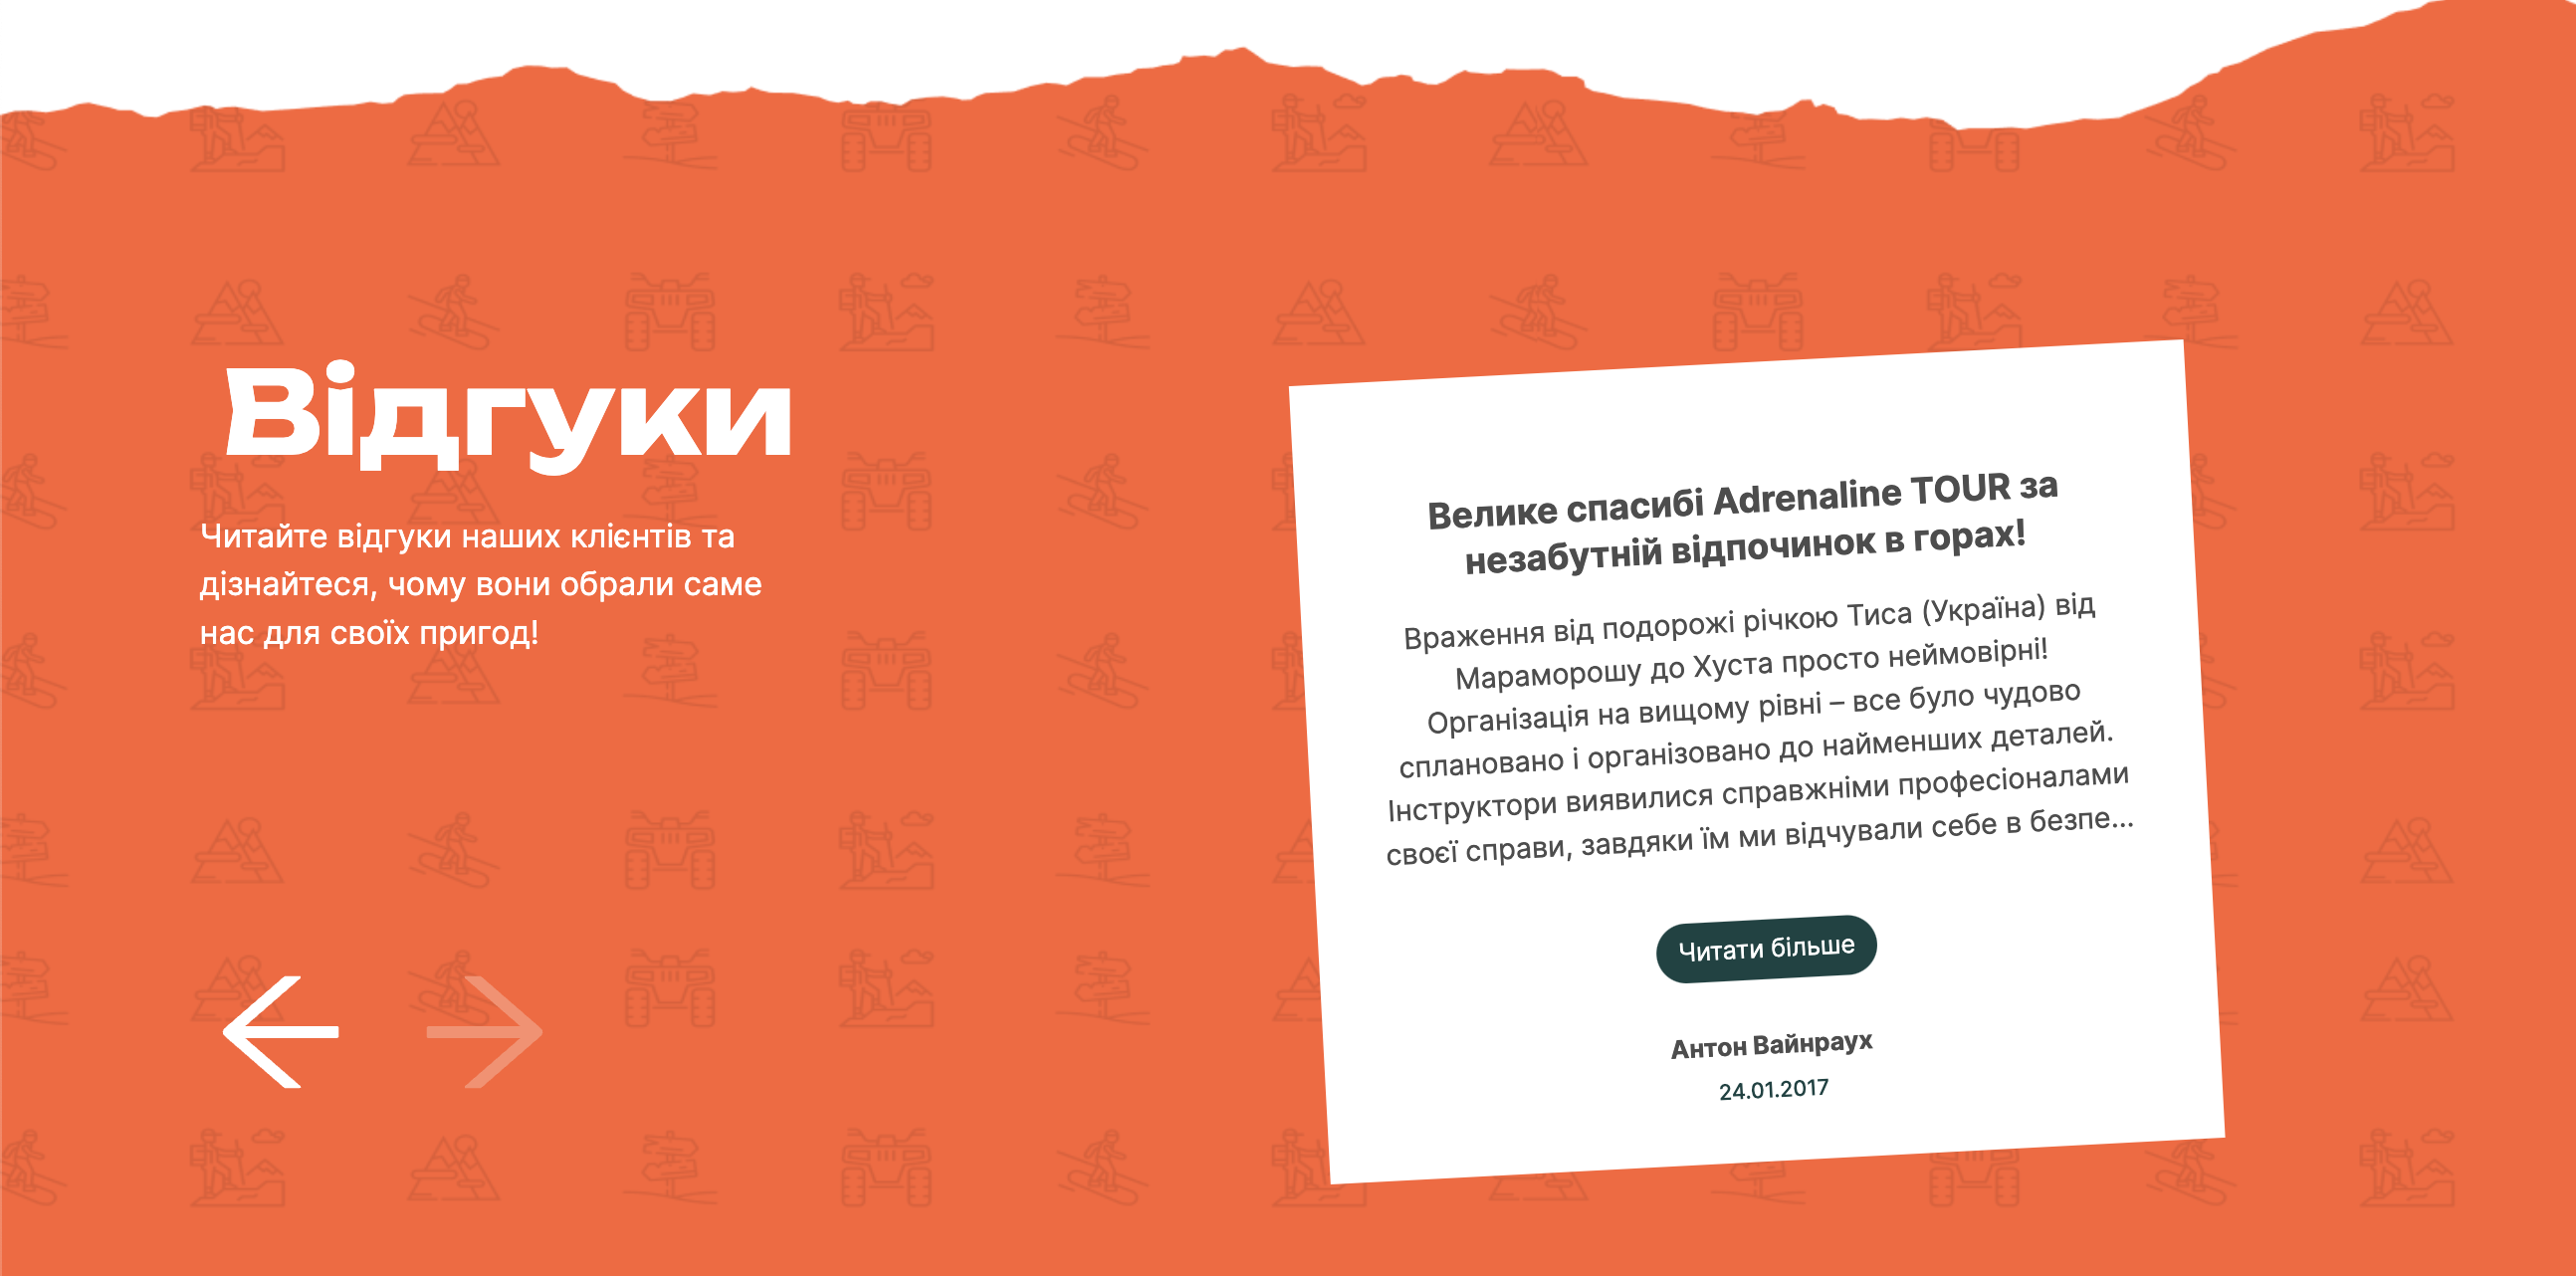 Відгуки
Читайте відгуки наших клієнтів та
дізнайтеся, чому вони обрали саме
нас для своїх пригод!
Велике спасибі Adrenaline TOUR за
незабутній відпочинок в горах!
Враження від подорожі річкою Тиса (Україна) від
Мараморошу до Хуста просто неймовірні!
Організація на вищому рівні – все було чудово
сплановано і організовано до найменших деталей.
Інструктори виявилися справжніми професіоналами
своєї справи, завдяки їм ми відчували себе в безпе...
Читати більше
Антон Вайнраух
24.01.2017